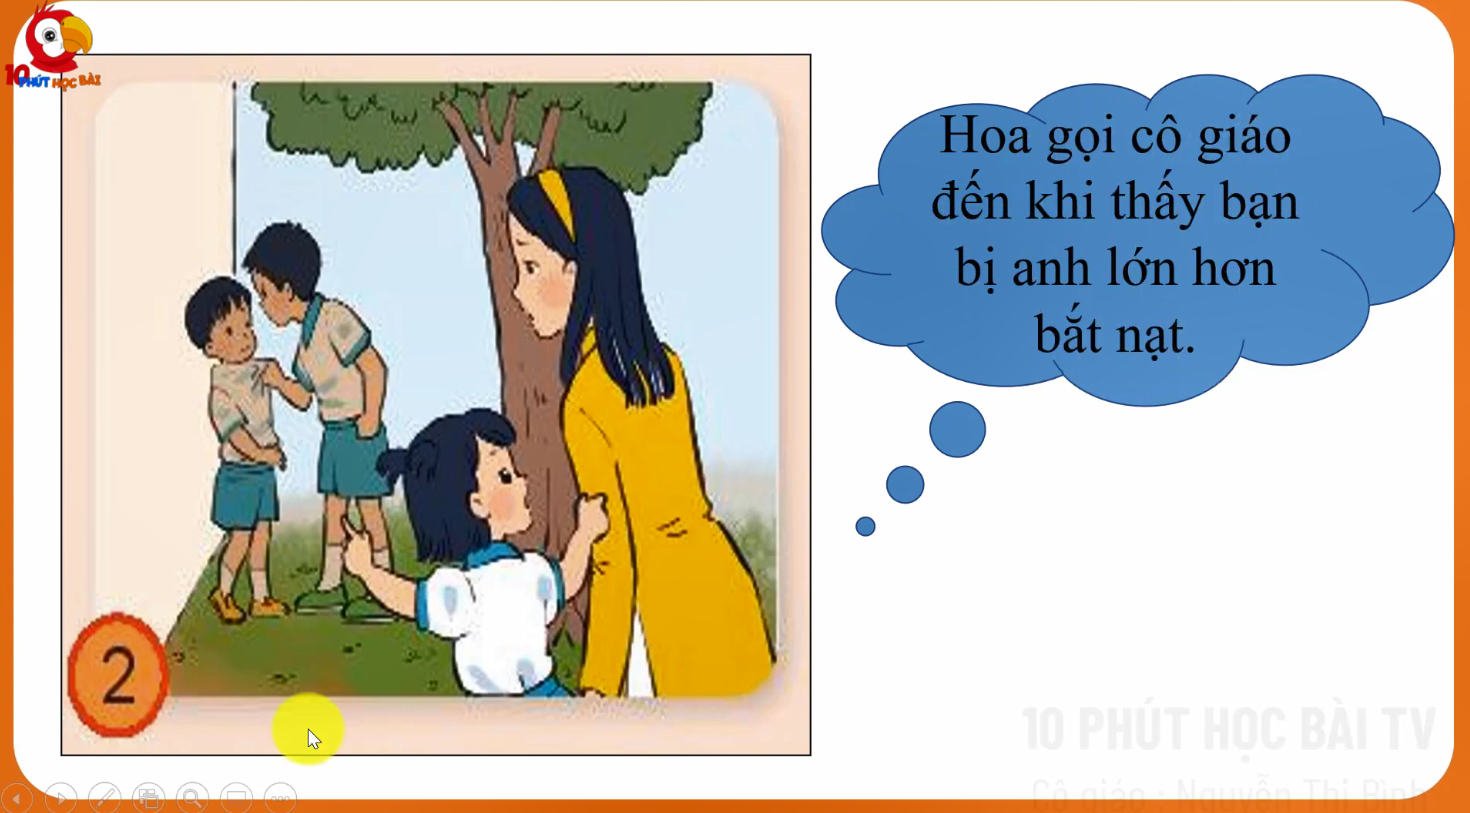 10
PHÚT HỌC BÀI
Hoa gọi cô giáo
đến khi thấy bạn
bị anh lớn hơn
bắt nạt.
2
10 PHÚT HỌC BÀI TV
Cô giáo : Nguyễn Thị Bình